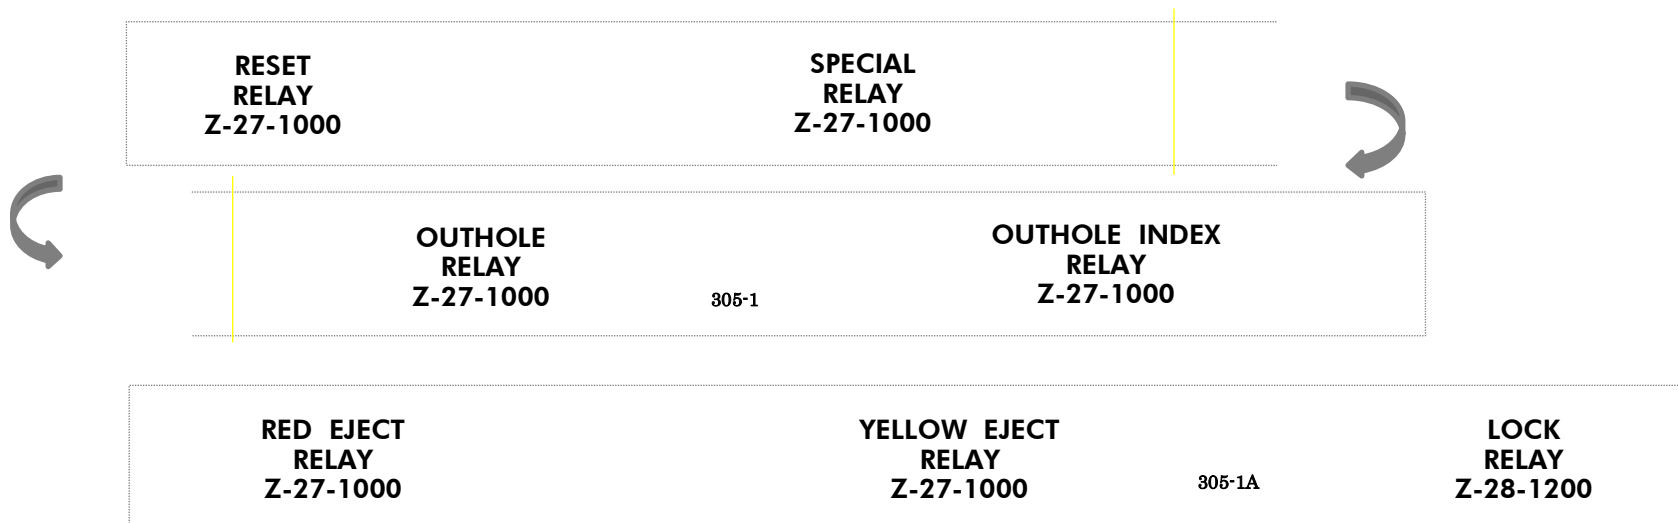 RESET
RELAY
Z-27-1000
SPECIAL
RELAY
Z-27-1000
OUTHOLE
RELAY
Z-27-1000
305-1
OUTHOLE INDEX
RELAY
Z-27-1000
RED EJECT
RELAY
Z-27-1000
YELLOW EJECT
RELAY
Z-27-1000
305-1A
LOCK
RELAY
Z-28-1200